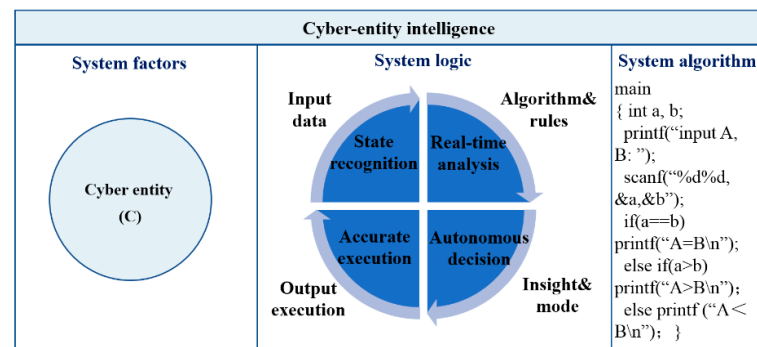 Cyber-entity intelligence
System factors
Cyber entity
(C)
System logic
Input
data
Algorithm&
rules
State
recognition
Real-time
analysis
Accurate
execution
Autonomous
decision
Output
execution
Insight&
mode
System algorithm
main
{ int a, b;
printf(“input A,
B: ”);
scanf(“%d%d,
&a,&b”);
if(a==b)
printf(“A=B\n”);
else if(a>b)
printf(“A>B\n”；
else printf (“A＜
B\n”)；}